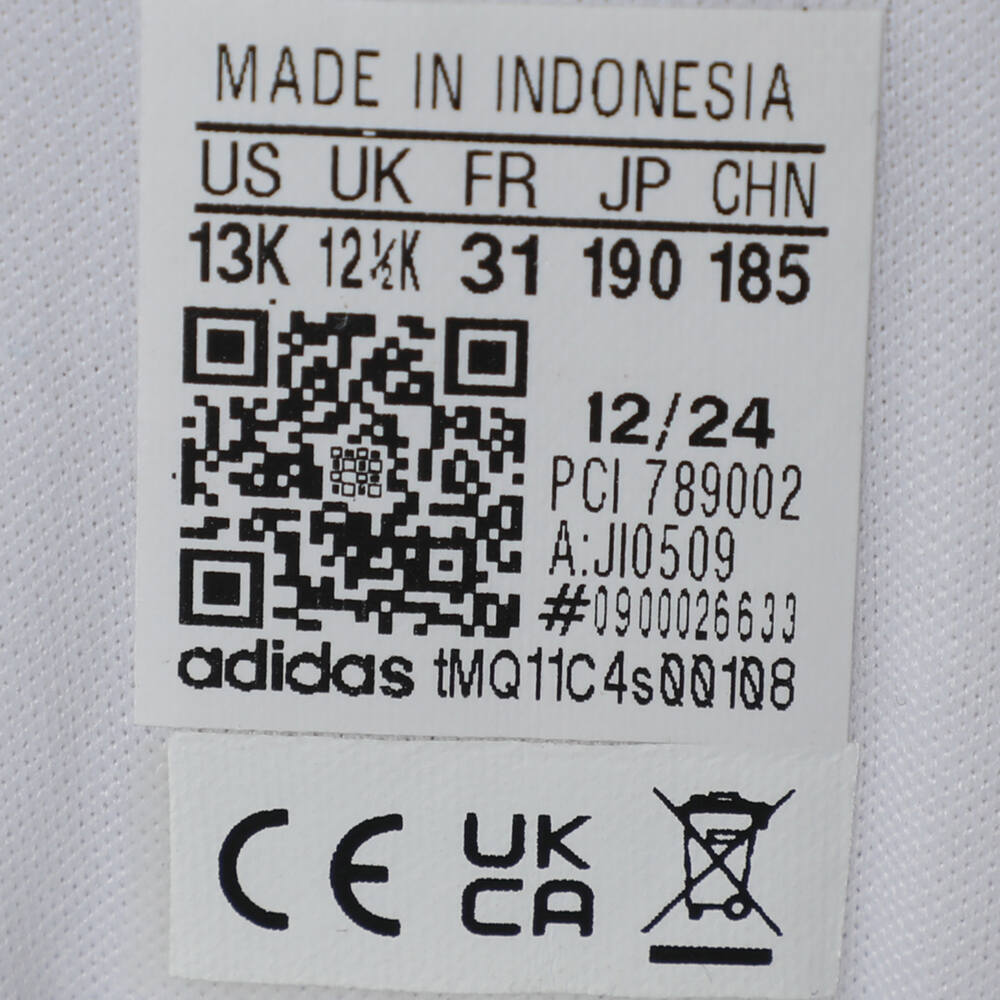 MADE IN INDONESIA
US UK FR JP CHN
13K 12½K 31 190 185
12/24
PCI 789002
A:JI0509
#0900026633
adidas tMQ11C4s00108
CE UK CA